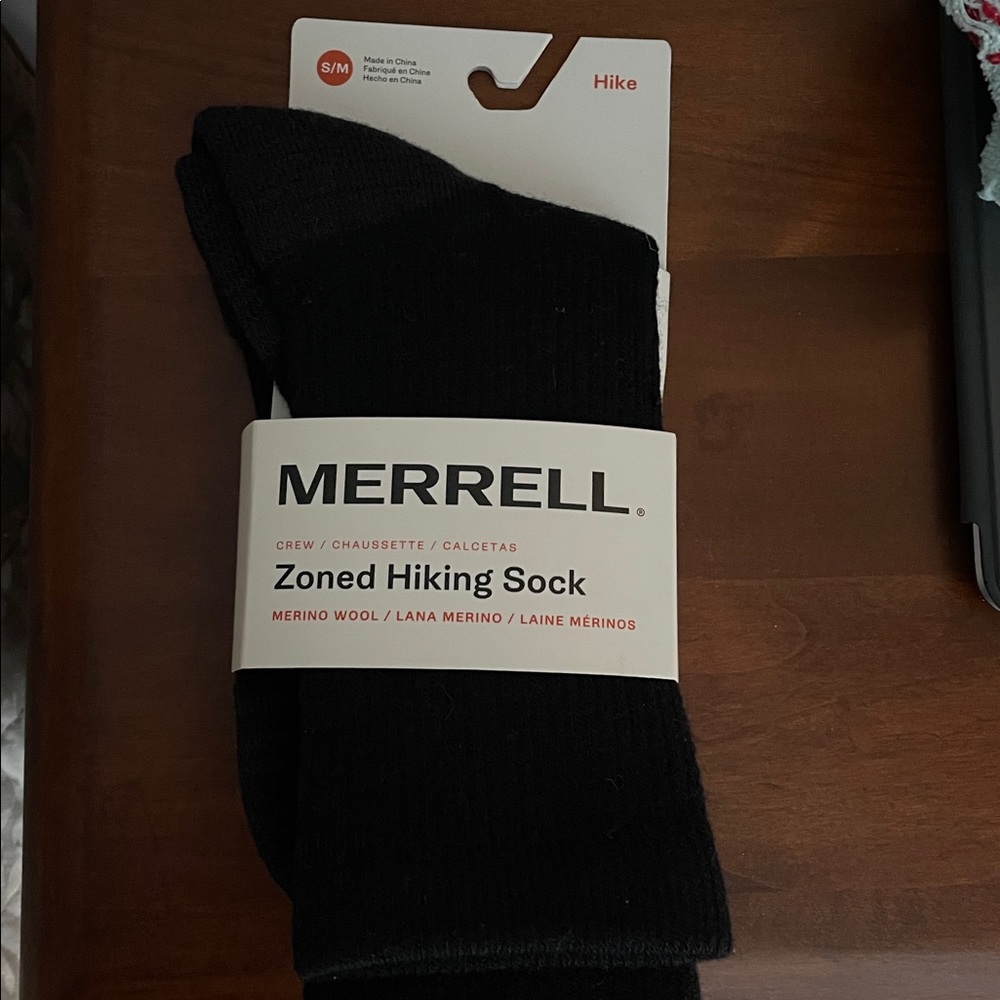 S/M
Made in China
Fabriqué en Chine
Hecho en China
Hike
MERRELL®
CREW / CHAUSSETTE / CALCETAS
Zoned Hiking Sock
MERINO WOOL / LANA MERINO / LAINE MÉRINOS